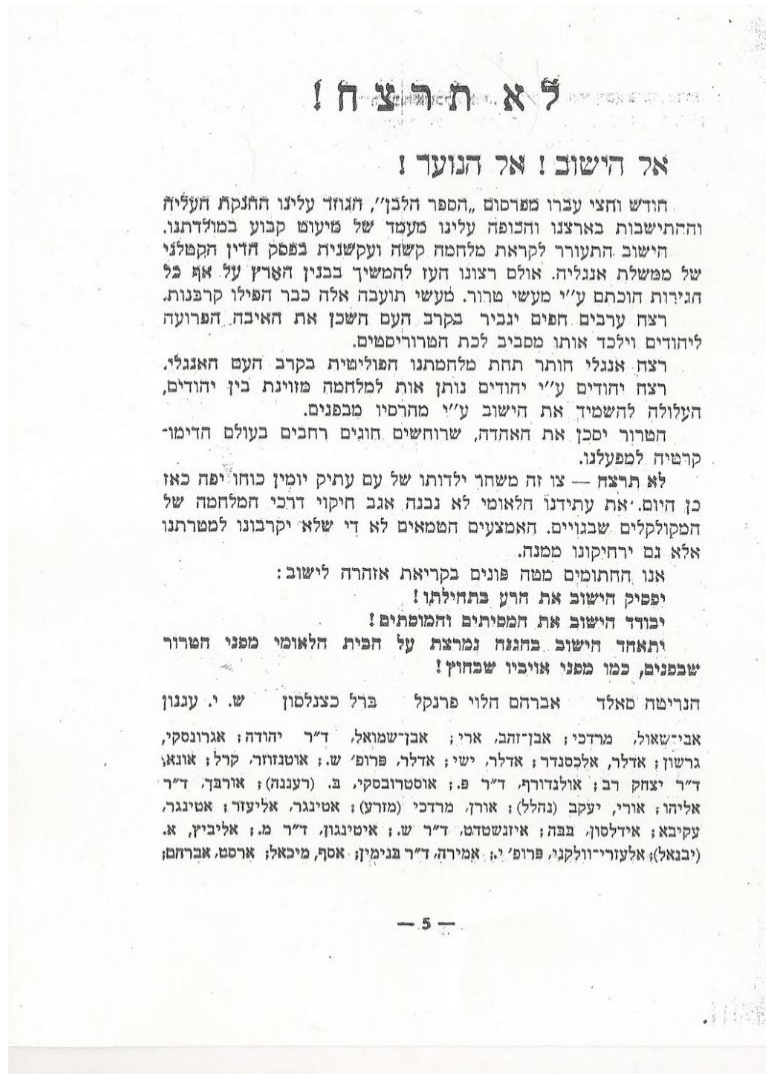 לא תרצח!
אל הישוב! אל הנוער!
חודש וחצי עברו מפרסום „הספר הלבן", הגוזר עלינו החנקת העליה
וההתישבות בארצנו והכופה עלינו מעמד של מיעוט קבוע במולדתנו.
הישוב התעורר לקראת מלחמה קשה ועקשנית בפסק הדין הקטלני
של ממשלת אנגליה. אולם רצונו העז להמשיך בבנין הארץ על אף כל
הגזירות הוכתם ע"י מעשי טרור. מעשי תועבה אלה כבר הפילו קרבנות.
רצח ערבים חפים יגביר בקרב העם השכן את האיבה הפרועה
ליהודים וילכד אותו מסביב לכת הטרוריסטים.
רצח אנגלי חותר תחת מלחמתנו הפוליטית בקרב העם האנגלי.
רצח יהודים ע"י יהודים נותן אות למלחמה מזוינת בין יהודים,
העלולה להשמיד את הישוב ע"י מהרסיו מבפנים.
הטרור יסכן את האהדה, שרוחשים חוגים רחבים בעולם הדימו־
קרטיה למפעלנו.
לא תרצח — צו זה משחר ילדותו של עם עתיק יומין כוחו יפה כאז
כן היום. את עתידנו הלאומי לא נבנה אגב חיקוי דרכי המלחמה של
המקולקלים שבגויים. האמצעים הטמאים לא די שלא יקרבונו למטרתנו
אלא גם ירחיקונו ממנה.
אנו החתומים מטה פונים בקריאת אזהרה לישוב:
יפסיק הישוב את הרע בתחילתו!
יבודד הישוב את המסיתים והמוסתים!
יתאחד הישוב בהגנה נמרצת על הבית הלאומי מפני הטרור
שבפנים, כמו מפני אויביו שבחוץ!
הנריטה סאלד אברהם הלוי פרנקל ברל כצנלסון ש. י. עגנון
אבי־שאול, מרדכי; אבן־זהב, ארי; אבן־שמואל, ד"ר יהודה; אגרונסקי,
גרשון; אדלר, אלכסנדר; אדלר, ישי; אדלר, פרופ' ש.; אוטנזוזר, קרל; אונא,
ד"ר יצחק רב; אולנדורף, ד"ר פ.; אוסטרובסקי, ב. (רעננה); אורבך, ד"ר
אליהו; אורי, יעקב (נהלל); אורן, מרדכי (מזרע); אטינגר, אליעזר; אטינגר,
עקיבא; אידלסון, בבה; איזנשטדט, ד"ר ש.; איטינגון, ד"ר מ.; אליביץ, א.
(יבנאל); אלעזרי־וולקני, פרופ' י.; אמירה, ד"ר בנימין; אסף, מיכאל; ארסט, אברהם;
— 5 —